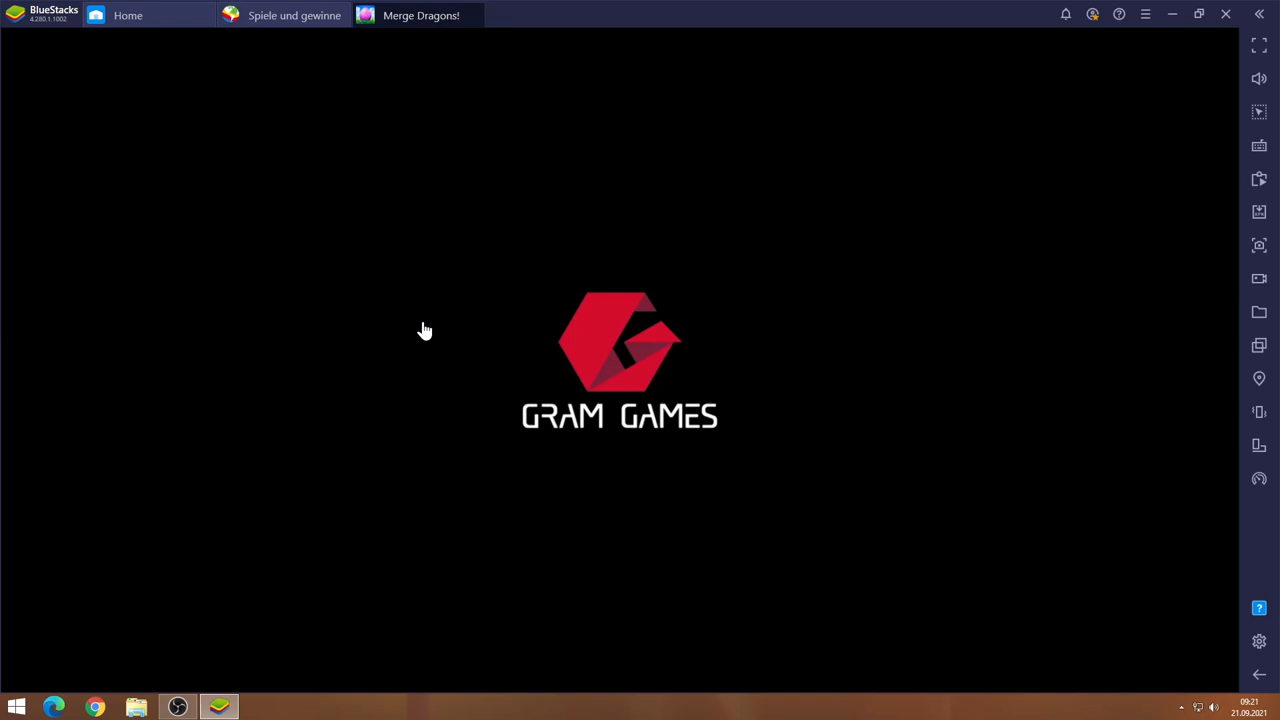 BlueStacks
4.280.1.1002
Home
Spiele und gewinne
Merge Dragons!
GRAM GAMES
09:21
21.09.2021